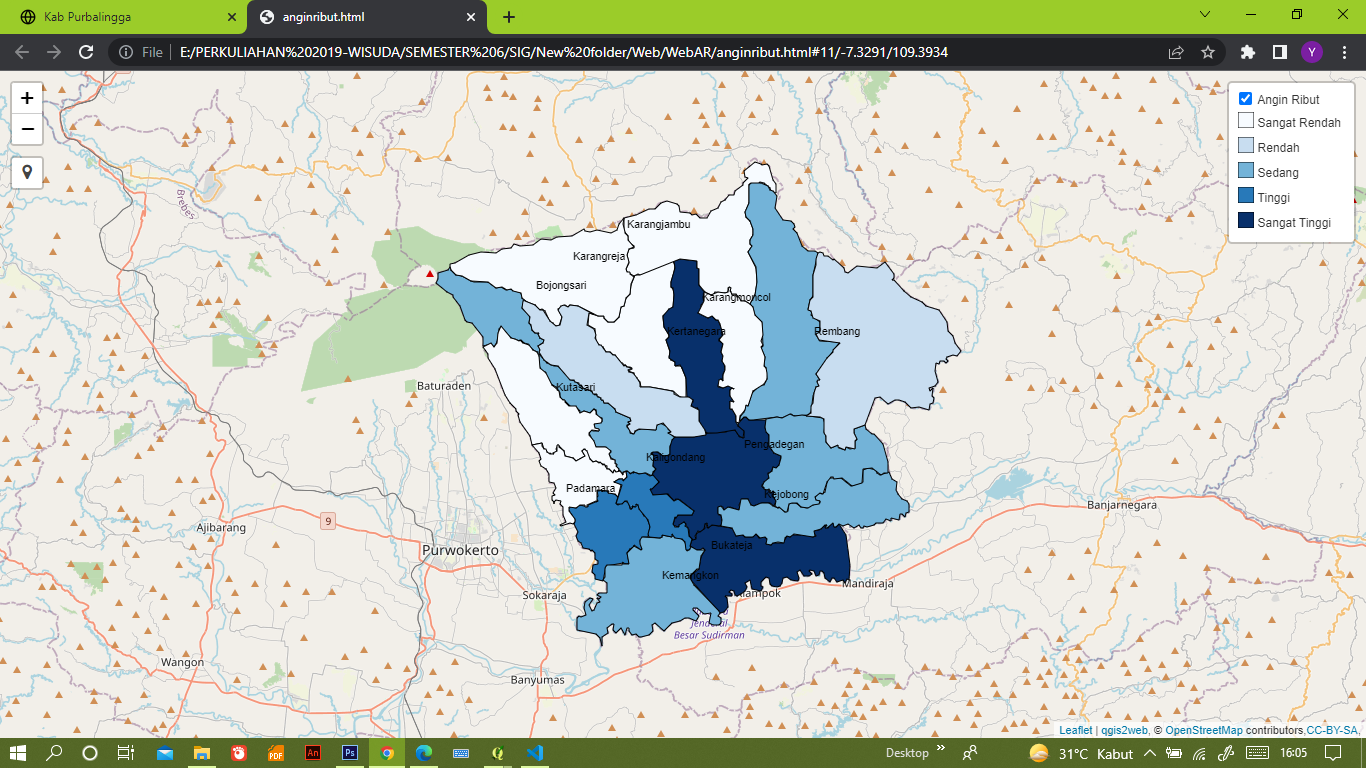 Kab Purbalingga
anginribut.html
File
E:/PERKULIAHAN%202019-WISUDA/SEMESTER%206/SIG/New%20folder/Web/WebAR/anginribut.html#11/-7.3291/109.3934
Y
+
−
Angin Ribut
Sangat Rendah
Rendah
Sedang
Tinggi
Sangat Tinggi
Brebes
Karangjambu
Karangreja
Bojongsari
Karangmoncol
Kertanegara
Rembang
Baturaden
Kutasari
Pengadegan
Kaligondang
Padamara
Kejobong
Banjarnegara
9
Ajibarang
Purwokerto
Bukateja
Kemangkon
Mandiraja
Sokaraja
Jenderal
Besar Sudirman
Wangon
Banyumas
Leaflet | qgis2web, © OpenStreetMap contributors,CC-BY-SA,
PDF
An
Ps
Desktop
31°C Kabut
16:05